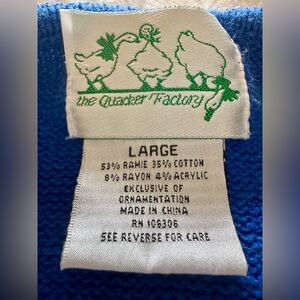 the Quacker Factory
LARGE
53% RAMIE 35% COTTON
8% RAYON 4% ACRYLIC
EXCLUSIVE OF
ORNAMENTATION
MADE IN CHINA
RN 106306
SEE REVERSE FOR CARE